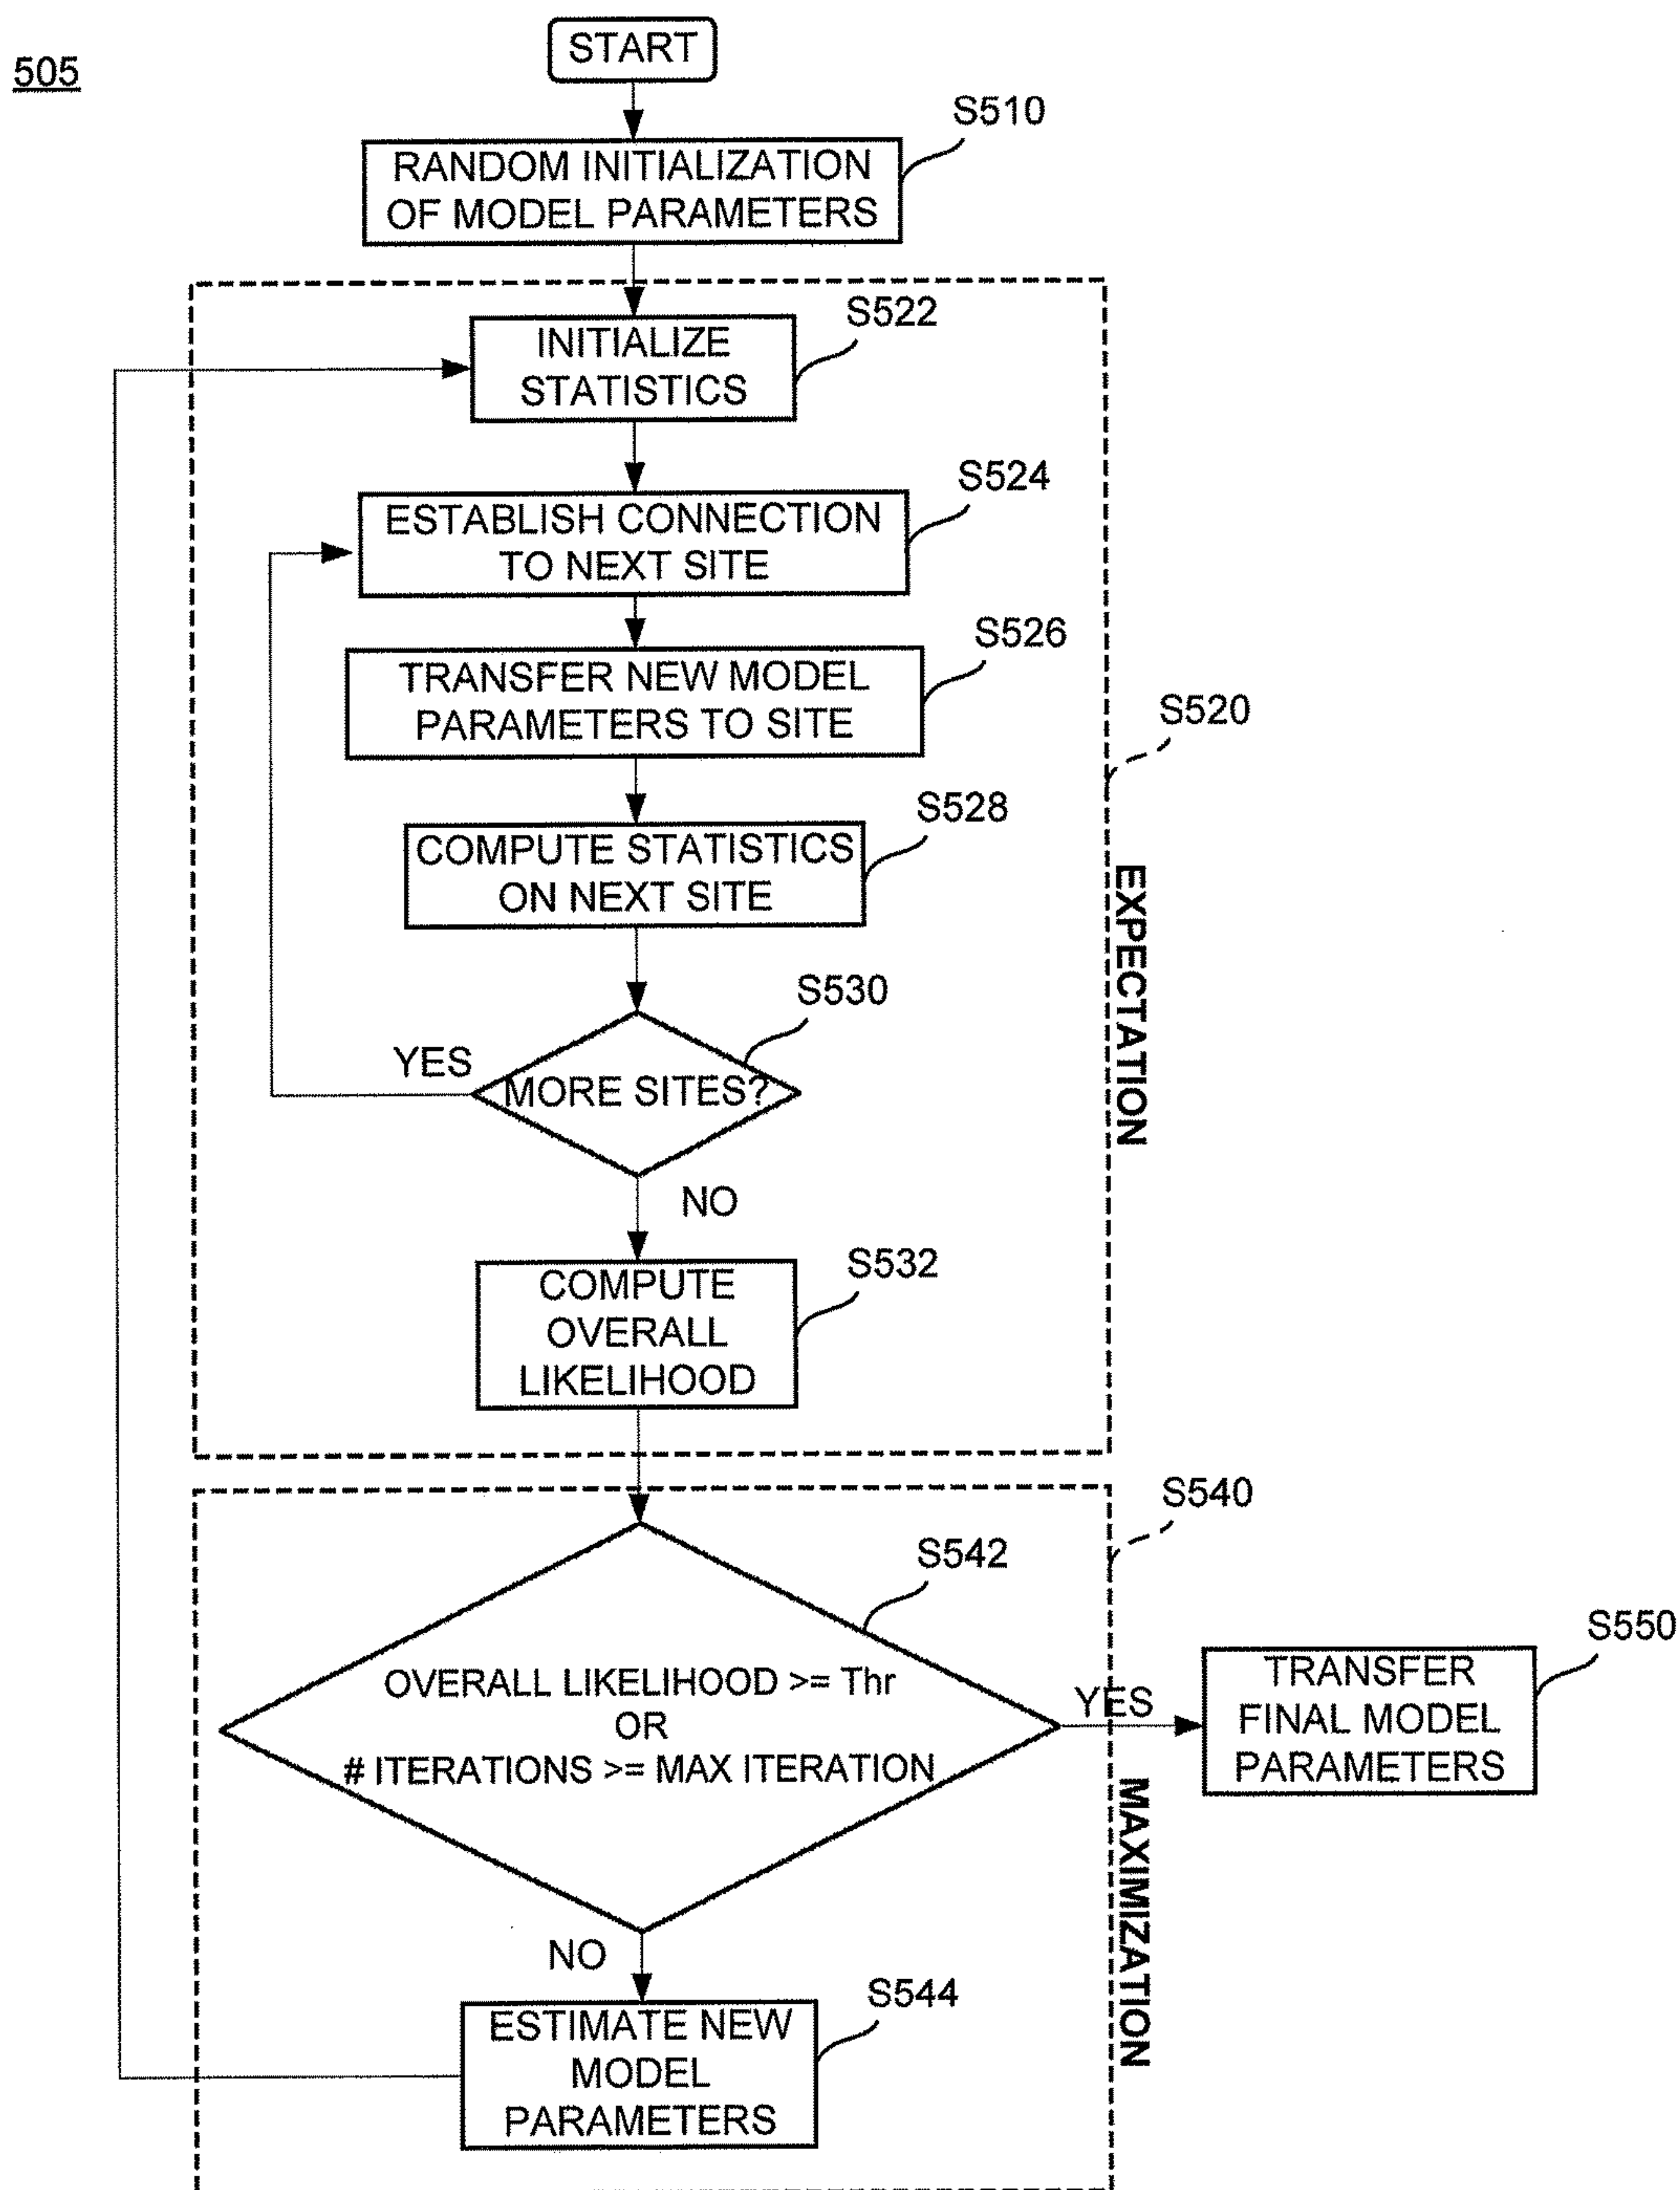 505
START
S510
RANDOM INITIALIZATION
OF MODEL PARAMETERS
S522
INITIALIZE
STATISTICS
S524
ESTABLISH CONNECTION
TO NEXT SITE
S526
TRANSFER NEW MODEL
PARAMETERS TO SITE
S520
S528
COMPUTE STATISTICS
ON NEXT SITE
EXPECTATION
S530
YES
MORE SITES?
NO
S532
COMPUTE
OVERALL
LIKELIHOOD
S540
S542
OVERALL LIKELIHOOD >= Thr
OR
# ITERATIONS >= MAX ITERATION
YES
S550
TRANSFER
FINAL MODEL
PARAMETERS
MAXIMIZATION
NO
S544
ESTIMATE NEW
MODEL
PARAMETERS